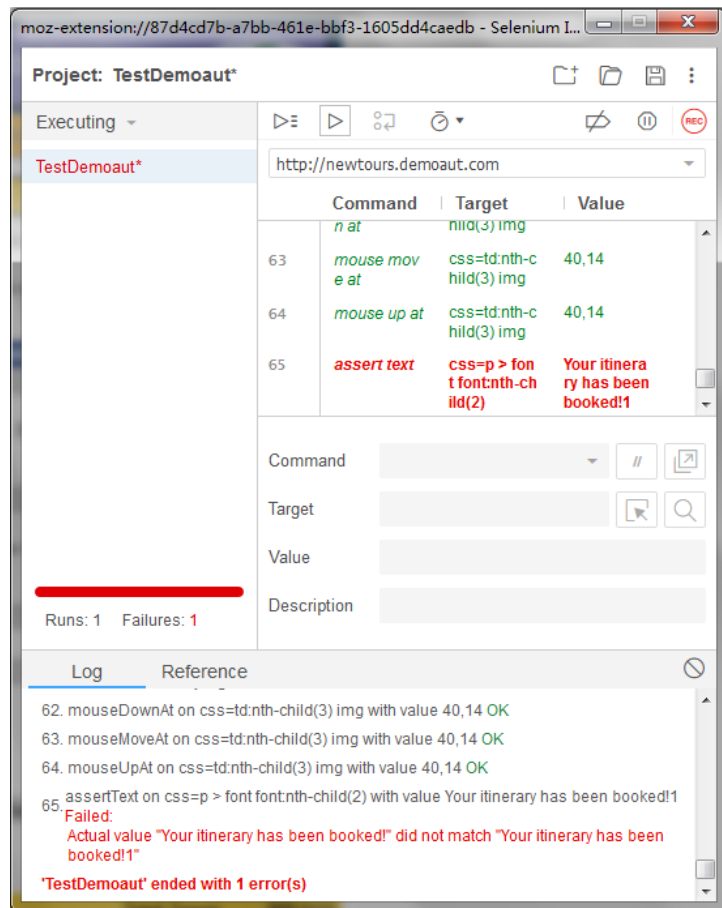 moz-extension://87d4cd7b-a7bb-461e-bbf3-1605dd4caedb - Selenium I...
Project: TestDemoaut*
Executing
TestDemoaut*
REC
http://newtours.demoaut.com
Command Target Value
n at hild(3) img
63 mouse mov css=td:nth-c 40,14
e at hild(3) img
64 mouse up at css=td:nth-c 40,14
hild(3) img
65 assert text css=p > fon Your itinera
t font:nth-ch ry has been
ild(2) booked!1
Command //
Target
Value
Description
Runs: 1 Failures: 1
Log Reference
62. mouseDownAt on css=td:nth-child(3) img with value 40,14 OK
63. mouseMoveAt on css=td:nth-child(3) img with value 40,14 OK
64. mouseUpAt on css=td:nth-child(3) img with value 40,14 OK
65. assertText on css=p > font font:nth-child(2) with value Your itinerary has been booked!1
Failed:
Actual value "Your itinerary has been booked!" did not match "Your itinerary has been
booked!1"
'TestDemoaut' ended with 1 error(s)